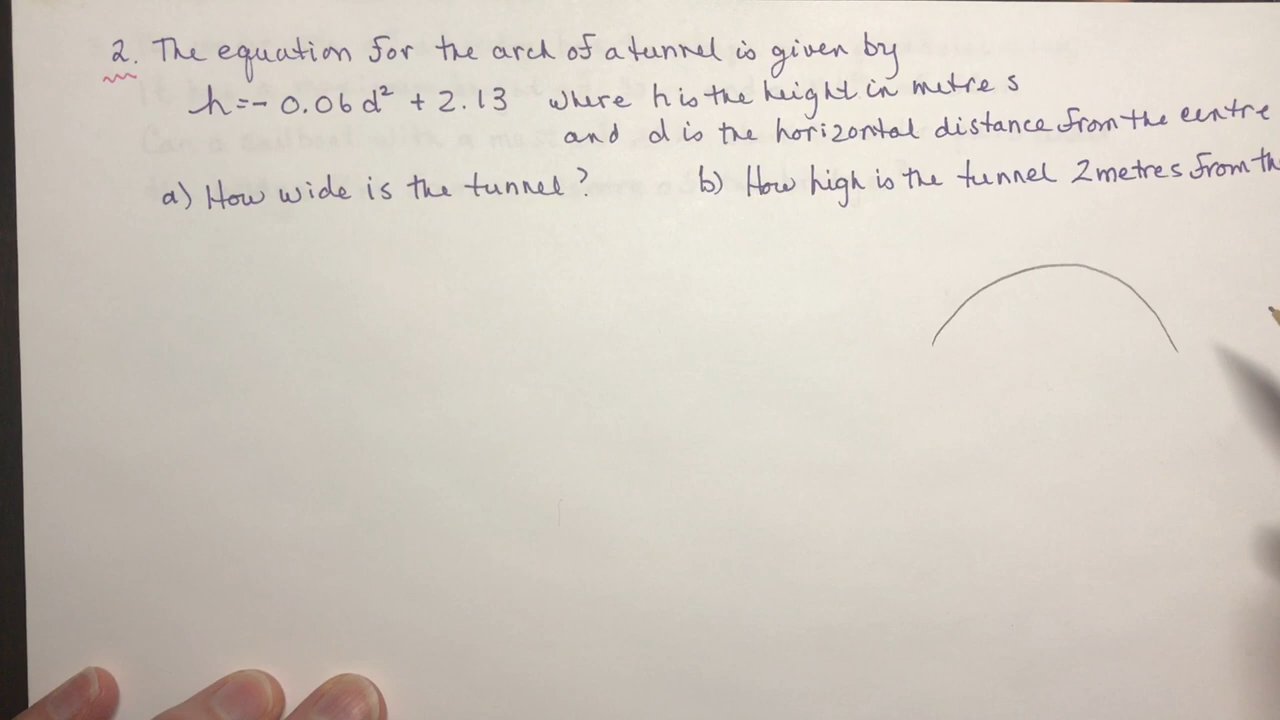 2. The equation for the arch of a tunnel is given by
h = - 0.06 d² + 2.13 where h is the height in metres
and d is the horizontal distance from the centre
a) How wide is the tunnel? b) How high is the tunnel 2 metres from